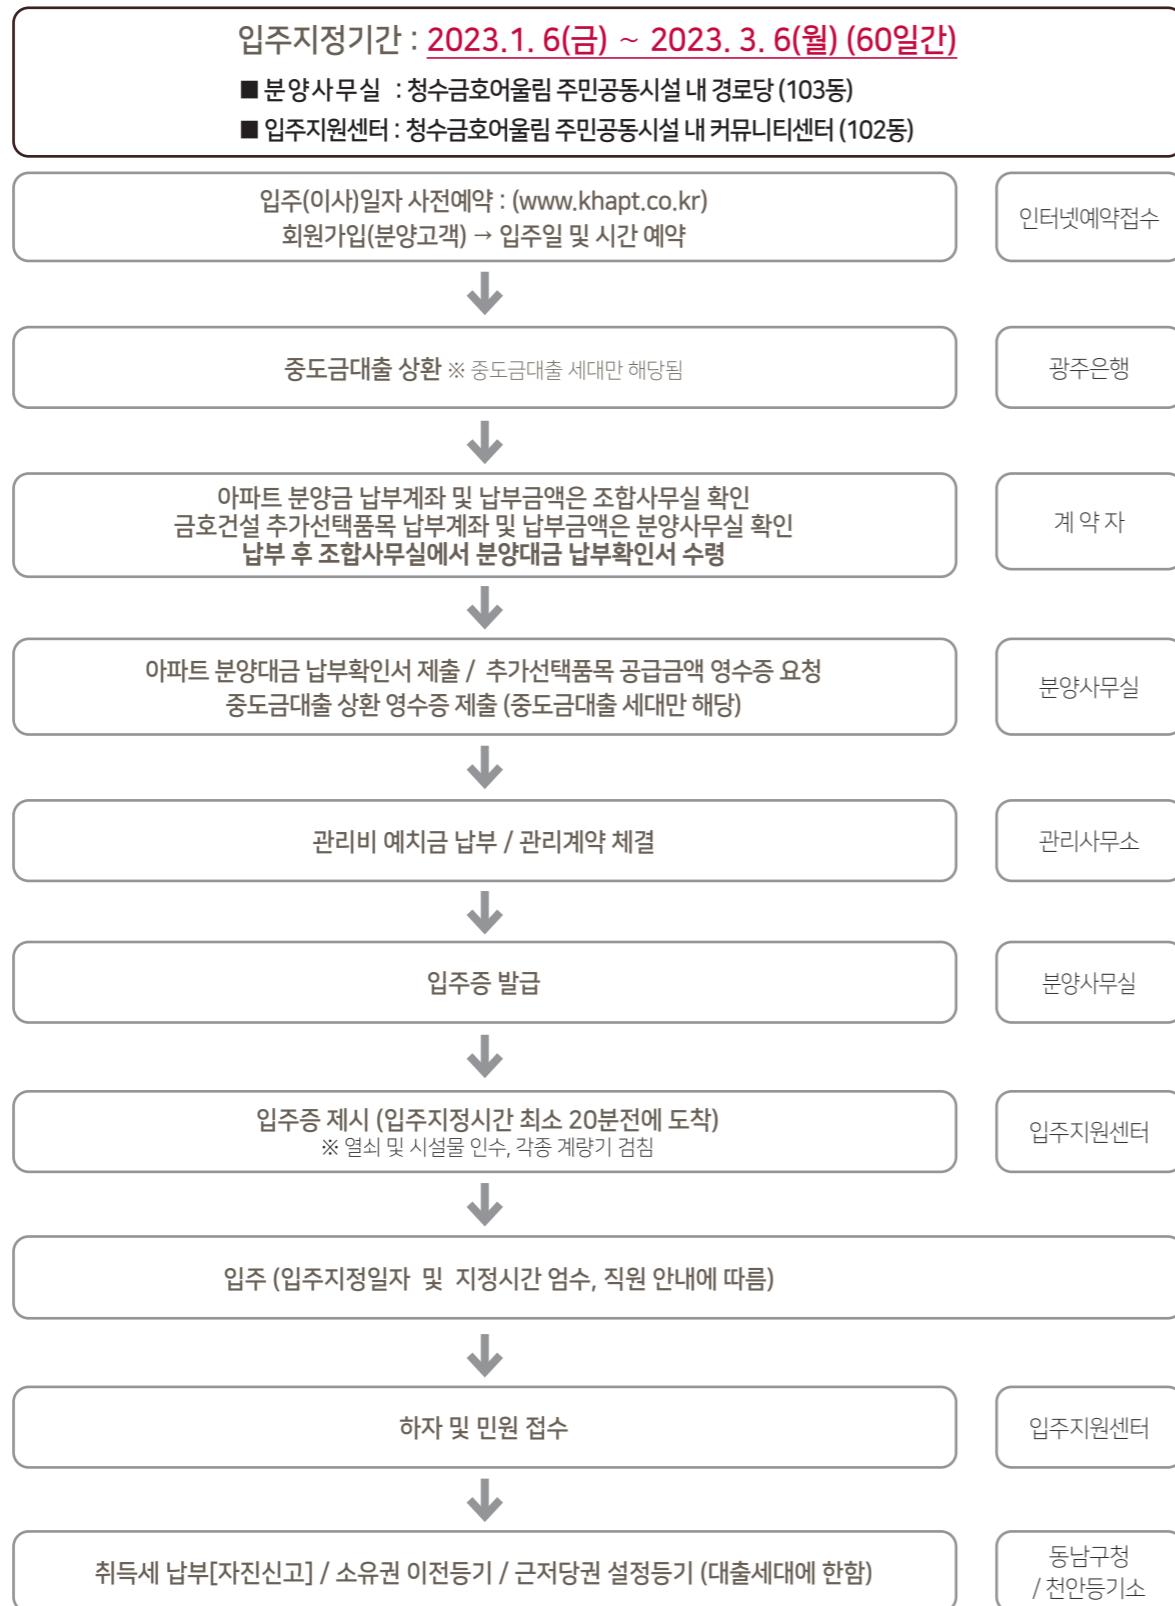 입주지정기간 : 2023.1. 6(금) ~ 2023. 3. 6(월) (60일간)
■ 분양사무실 : 청수금호어울림 주민공동시설 내 경로당 (103동)
■ 입주지원센터 : 청수금호어울림 주민공동시설 내 커뮤니티센터 (102동)
입주(이사)일자 사전예약 : (www.khapt.co.kr)
회원가입(분양고객) → 입주일 및 시간 예약
인터넷예약접수
중도금대출 상환 ※ 중도금대출 세대만 해당됨
광주은행
아파트 분양금 납부계좌 및 납부금액은 조합사무실 확인
금호건설 추가선택품목 납부계좌 및 납부금액은 분양사무실 확인
납부 후 조합사무실에서 분양대금 납부확인서 수령
계 약 자
아파트 분양대금 납부확인서 제출 / 추가선택품목 공급금액 영수증 요청
중도금대출 상환 영수증 제출 (중도금대출 세대만 해당)
분양사무실
관리비 예치금 납부 / 관리계약 체결
관리사무소
입주증 발급
분양사무실
입주증 제시 (입주지정시간 최소 20분전에 도착)
※ 열쇠 및 시설물 인수, 각종 계량기 검침
입주지원센터
입주 (입주지정일자 및 지정시간 엄수, 직원 안내에 따름)
하자 및 민원 접수
입주지원센터
취득세 납부[자진신고] / 소유권 이전등기 / 근저당권 설정등기 (대출세대에 한함)
동남구청
/ 천안등기소